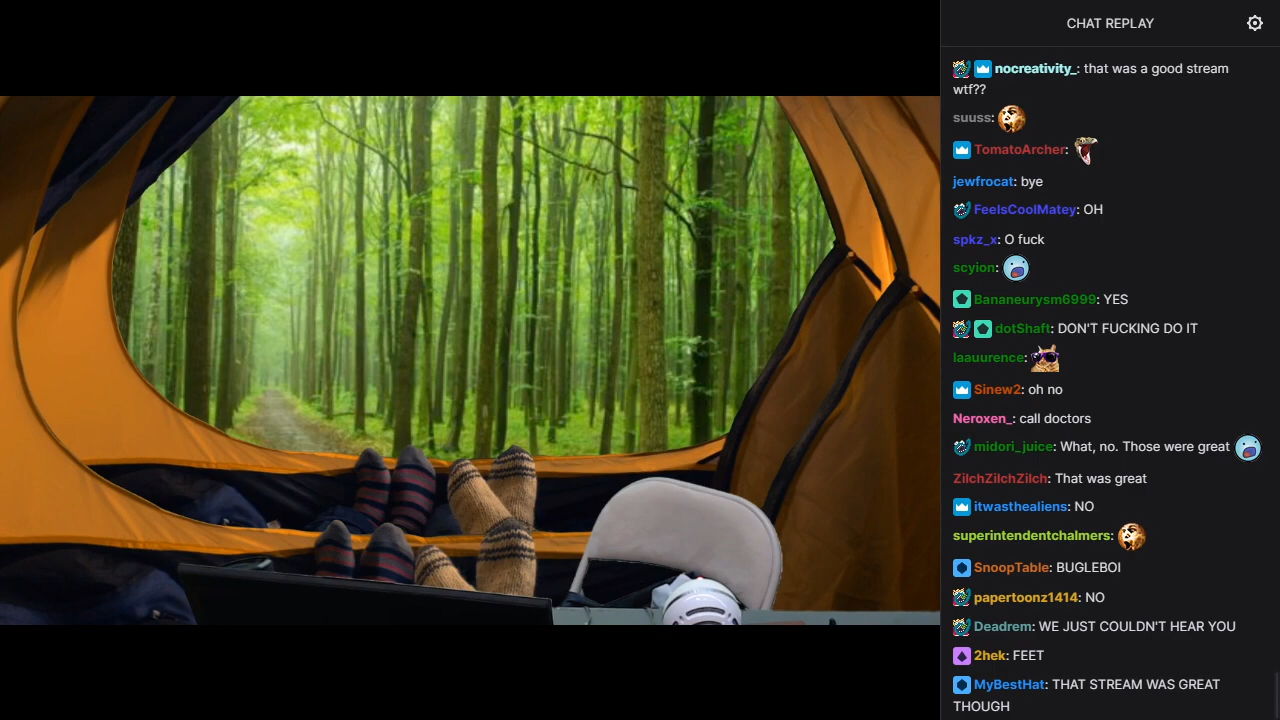 CHAT REPLAY
nocreativity_: that was a good stream
wtf??
suuss:
TomatoArcher:
jewfrocat: bye
FeelsCoolMatey: OH
spkz_x: O fuck
scyion:
Bananeurysm6999: YES
dotShaft: DON'T FUCKING DO IT
laauurence:
Sinew2: oh no
Neroxen_: call doctors
midori_juice: What, no. Those were great
ZilchZilchZilch: That was great
itwasthealiens: NO
superintendentchalmers:
SnoopTable: BUGLEBOI
papertoonz1414: NO
Deadrem: WE JUST COULDN'T HEAR YOU
2hek: FEET
MyBestHat: THAT STREAM WAS GREAT
THOUGH